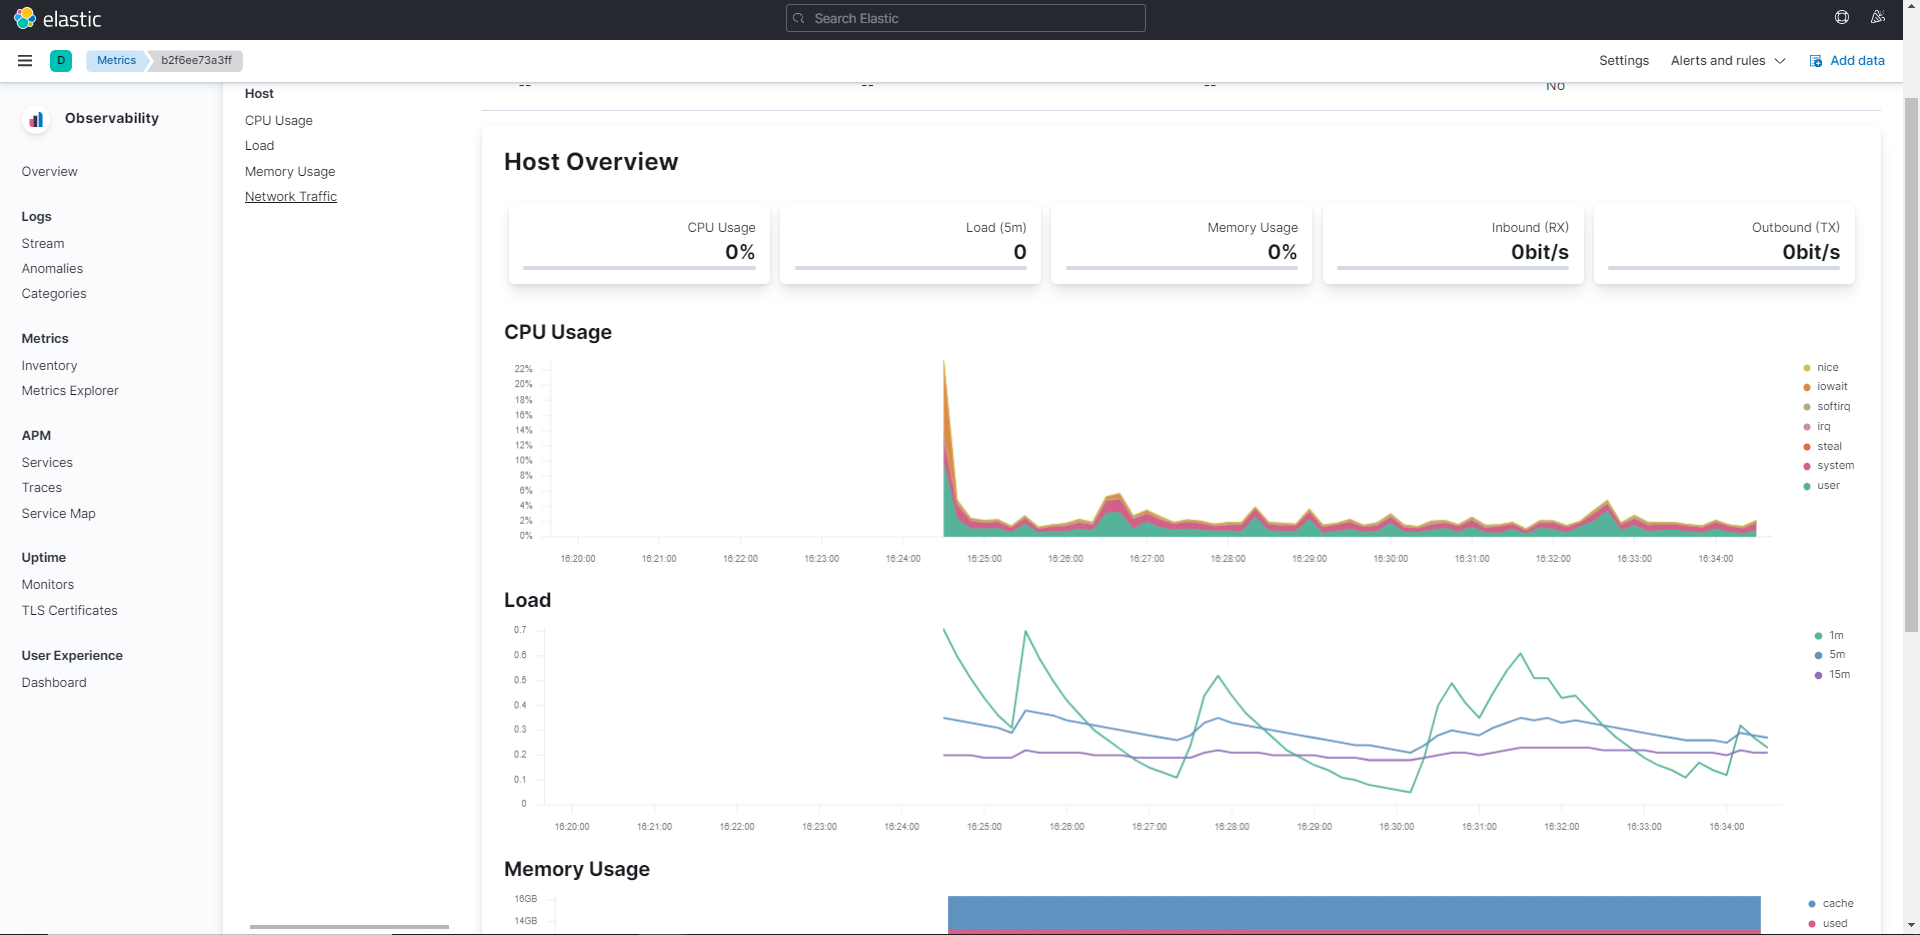 elastic
Search Elastic
D
Metrics
b2f6ee73a3ff
Settings
Alerts and rules
Add data
Observability
Overview
Logs
Stream
Anomalies
Categories
Metrics
Inventory
Metrics Explorer
APM
Services
Traces
Service Map
Uptime
Monitors
TLS Certificates
User Experience
Dashboard
Host
CPU Usage
Load
Memory Usage
Network Traffic
-- -- -- No
Host Overview
CPU Usage
0%
Load (5m)
0
Memory Usage
0%
Inbound (RX)
0bit/s
Outbound (TX)
0bit/s
CPU Usage
22%
20%
18%
16%
14%
12%
10%
8%
6%
4%
2%
0%
16:20:00 16:21:00 16:22:00 16:23:00 16:24:00 16:25:00 16:26:00 16:27:00 16:28:00 16:29:00 16:30:00 16:31:00 16:32:00 16:33:00 16:34:00
nice
iowait
softirq
irq
steal
system
user
Load
0.7
0.6
0.5
0.4
0.3
0.2
0.1
0
16:20:00 16:21:00 16:22:00 16:23:00 16:24:00 16:25:00 16:26:00 16:27:00 16:28:00 16:29:00 16:30:00 16:31:00 16:32:00 16:33:00 16:34:00
1m
5m
15m
Memory Usage
16GB
14GB
cache
used